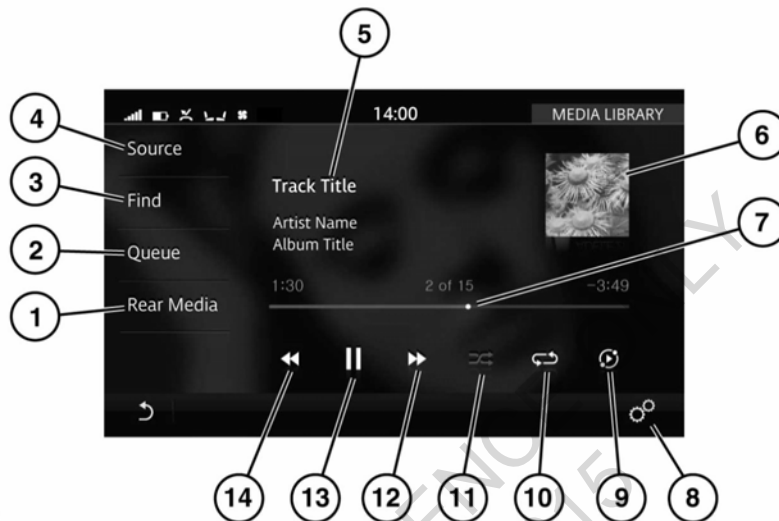 5
14:00 MEDIA LIBRARY
4
Source
6
Track Title
3
Find
Artist Name
7
2
Queue
Album Title
1:30 2 of 15 -3:49
1
Rear Media
14 13 12 11 10 9 8